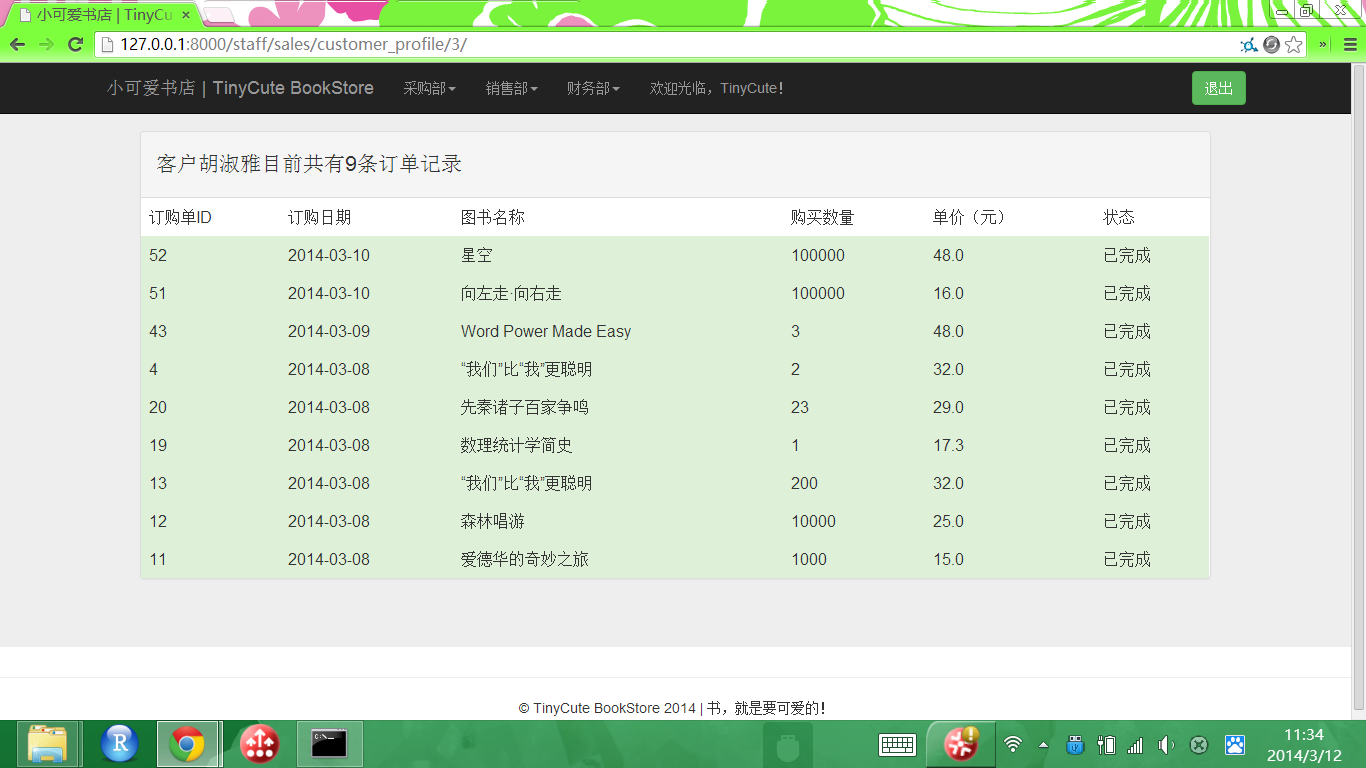 小可爱书店 | TinyCu
127.0.0.1:8000/staff/sales/customer_profile/3/
小可爱书店 | TinyCute BookStore 采购部 销售部 财务部 欢迎光临，TinyCute！ 退出
客户胡淑雅目前共有9条订单记录
订购单ID 订购日期 图书名称 购买数量 单价（元） 状态
52 2014-03-10 星空 100000 48.0 已完成
51 2014-03-10 向左走·向右走 100000 16.0 已完成
43 2014-03-09 Word Power Made Easy 3 48.0 已完成
4 2014-03-08 “我们”比“我”更聪明 2 32.0 已完成
20 2014-03-08 先秦诸子百家争鸣 23 29.0 已完成
19 2014-03-08 数理统计学简史 1 17.3 已完成
13 2014-03-08 “我们”比“我”更聪明 200 32.0 已完成
12 2014-03-08 森林唱游 10000 25.0 已完成
11 2014-03-08 爱德华的奇妙之旅 1000 15.0 已完成
© TinyCute BookStore 2014 | 书，就是要可爱的！
R
C:\_
11:34
2014/3/12